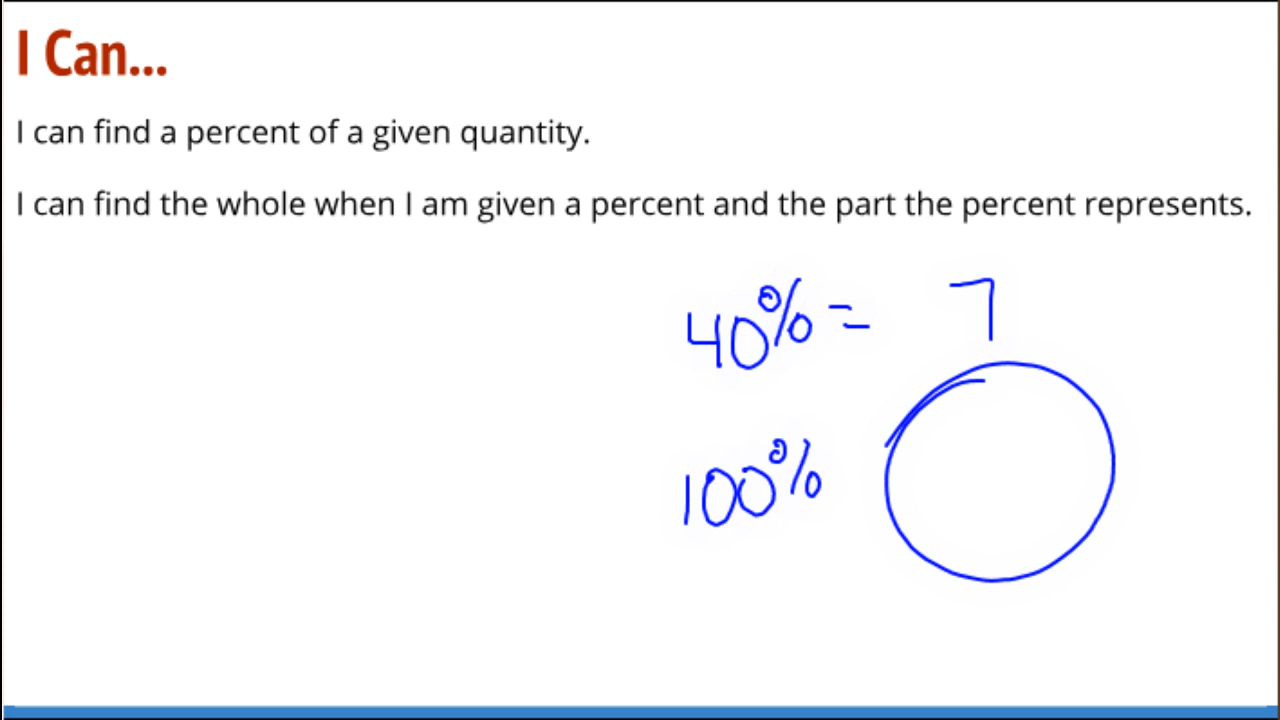 I Can...
I can find a percent of a given quantity.
I can find the whole when I am given a percent and the part the percent represents.
40% = 7
100%